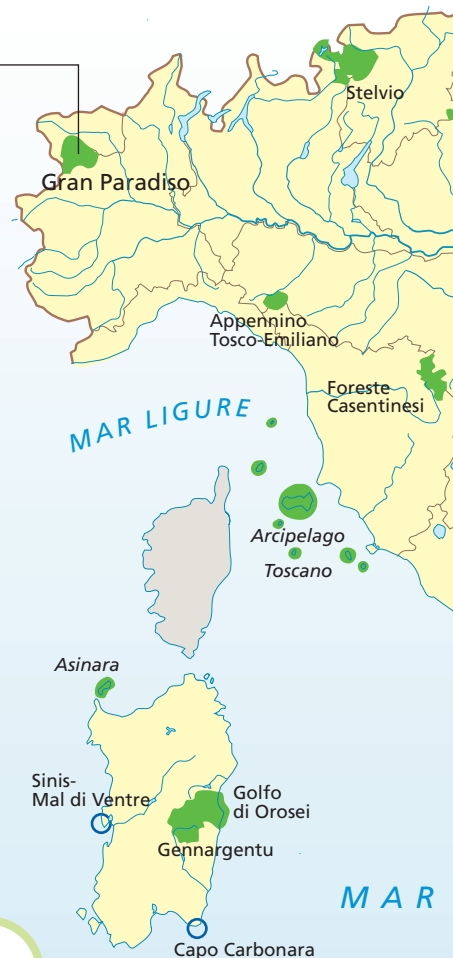 Stelvio
Gran Paradiso
Appennino
Tosco-Emiliano
Foreste
Casentinesi
MAR LIGURE
Arcipelago
Toscano
Asinara
Sinis-
Mal di Ventre
Golfo
di Orosei
Gennargentu
MAR
Capo Carbonara